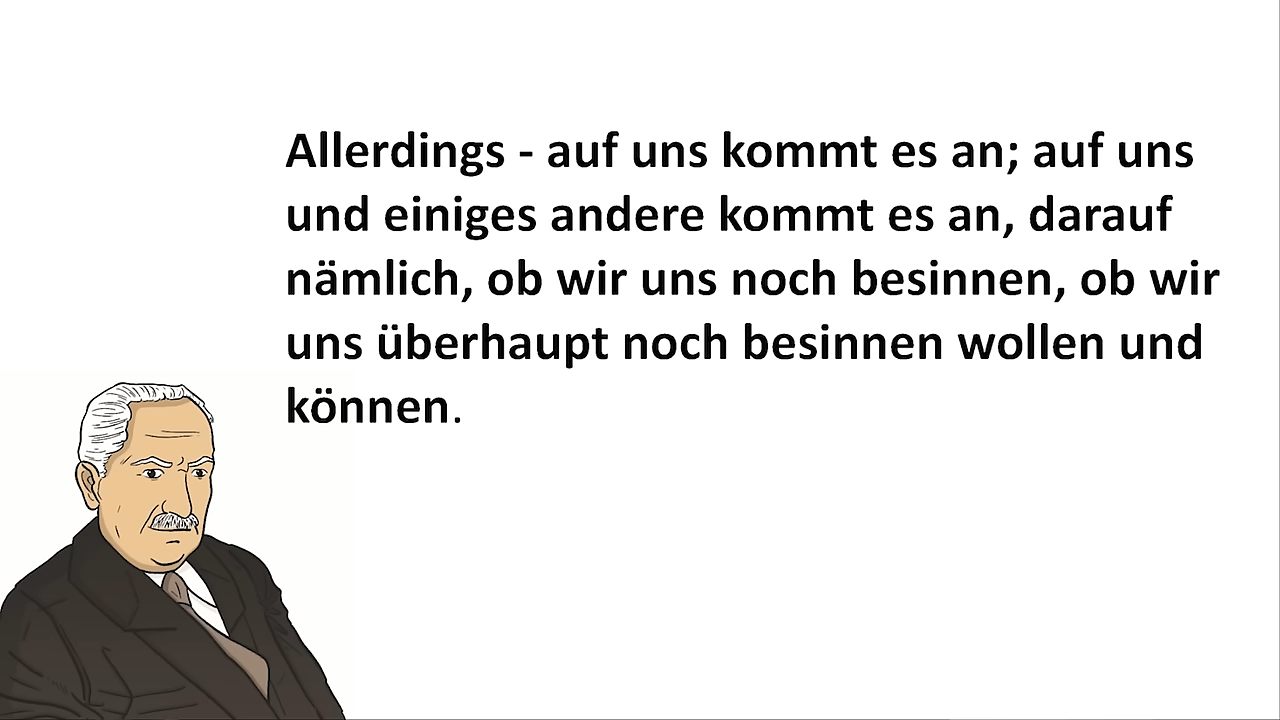 Allerdings - auf uns kommt es an; auf uns
und einiges andere kommt es an, darauf
nämlich, ob wir uns noch besinnen, ob wir
uns überhaupt noch besinnen wollen und
können.